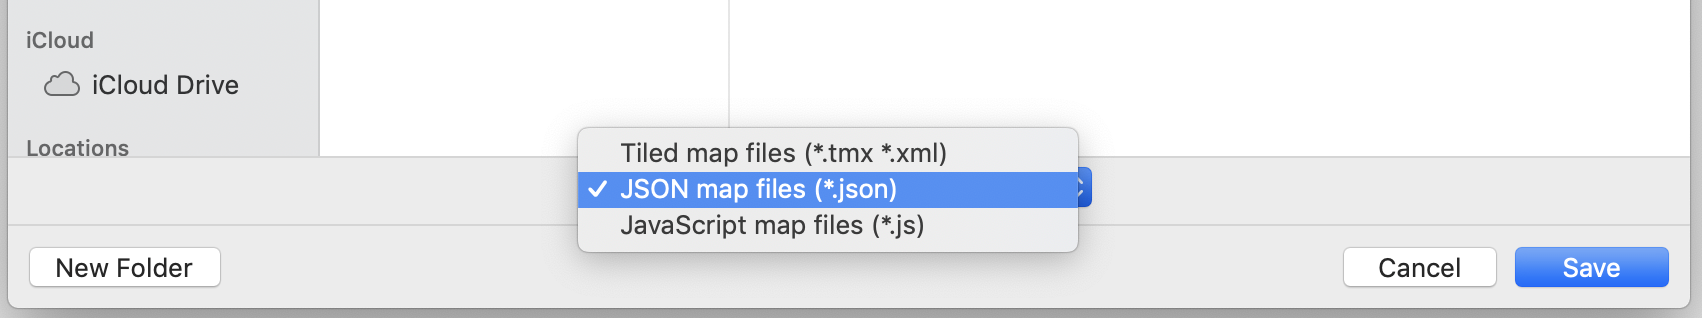 iCloud
iCloud Drive
Locations
Tiled map files (*.tmx *.xml)
JSON map files (*.json)
JavaScript map files (*.js)
New Folder
Cancel
Save